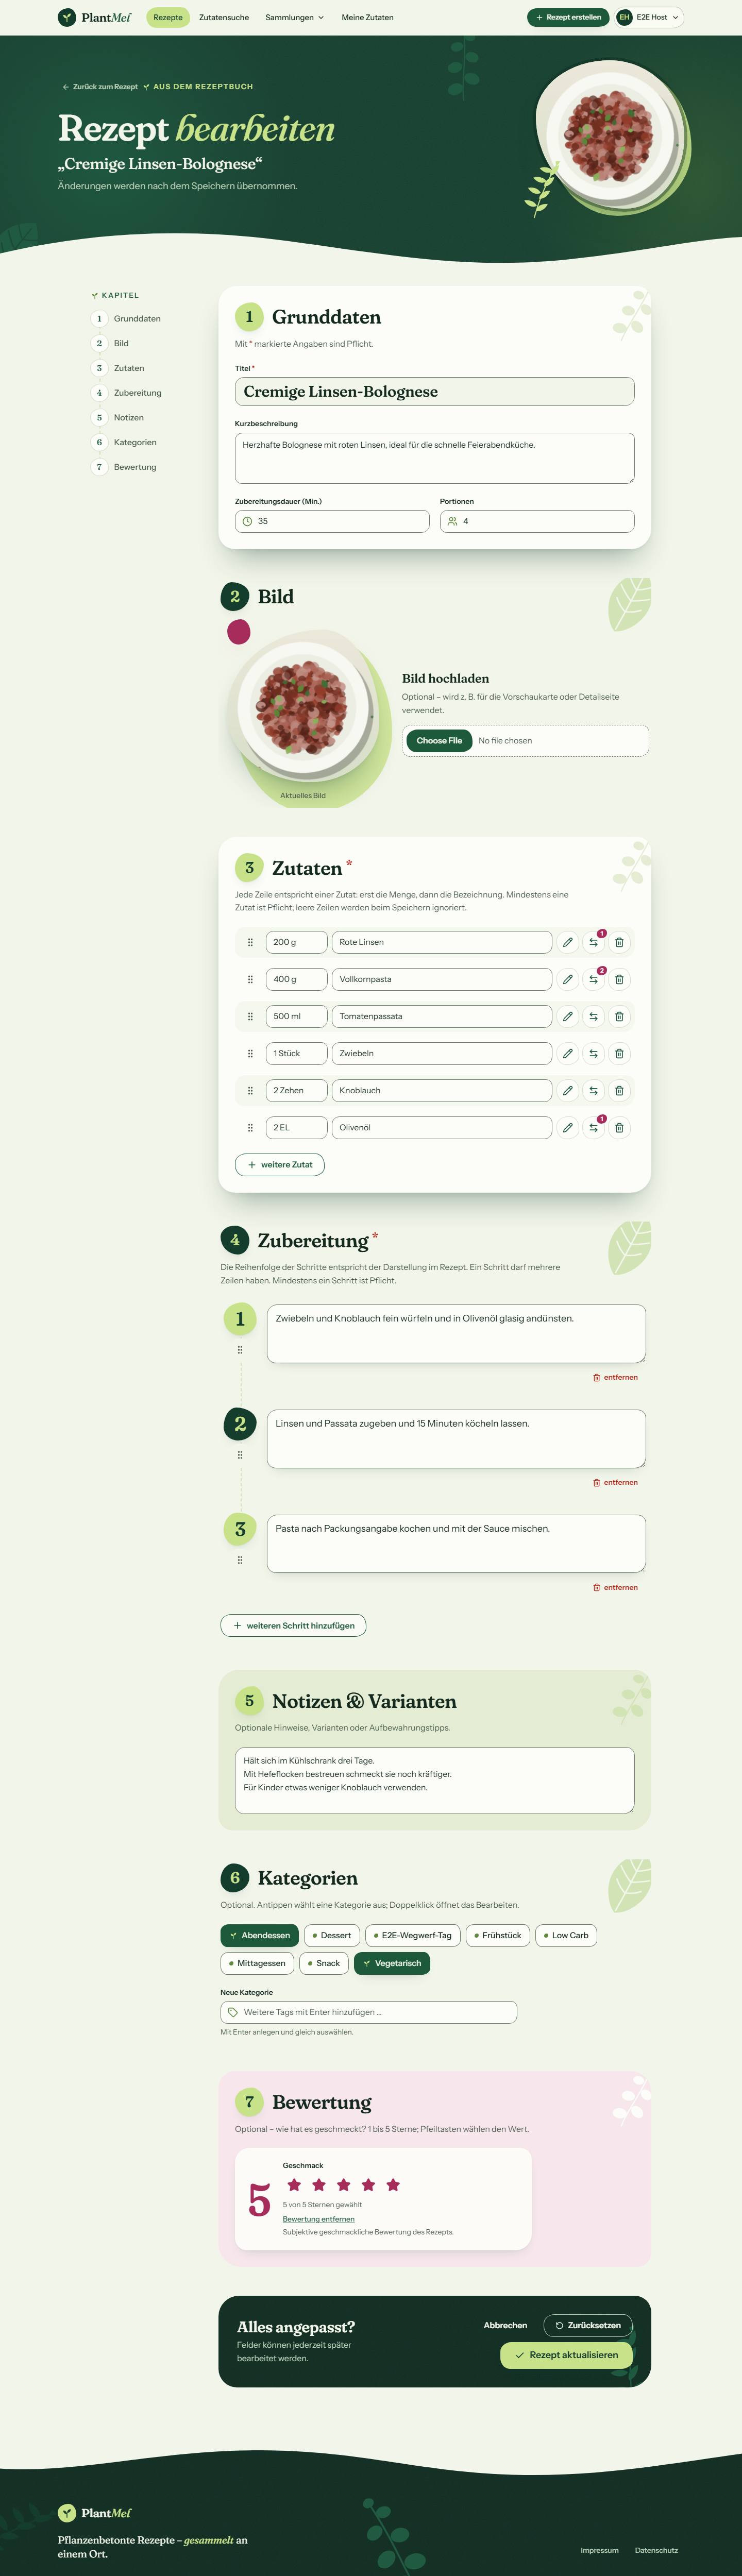 PlantMel
Rezepte
Zutatensuche
Sammlungen
Meine Zutaten
Rezept erstellen
EH
E2E Host
Zurück zum Rezept
AUS DEM REZEPTBUCH
Rezept bearbeiten
„Cremige Linsen-Bolognese“
Änderungen werden nach dem Speichern übernommen.
KAPITEL
1 Grunddaten
2 Bild
3 Zutaten
4 Zubereitung
5 Notizen
6 Kategorien
7 Bewertung
1 Grunddaten
Mit * markierte Angaben sind Pflicht.
Titel *
Cremige Linsen-Bolognese
Kurzbeschreibung
Herzhafte Bolognese mit roten Linsen, ideal für die schnelle Feierabendküche.
Zubereitungsdauer (Min.)
35
Portionen
4
2 Bild
Aktuelles Bild
Bild hochladen
Optional – wird z. B. für die Vorschaukarte oder Detailseite
verwendet.
Choose File No file chosen
3 Zutaten *
Jede Zeile entspricht einer Zutat: erst die Menge, dann die Bezeichnung. Mindestens eine
Zutat ist Pflicht; leere Zeilen werden beim Speichern ignoriert.
200 g Rote Linsen 1
400 g Vollkornpasta 2
500 ml Tomatenpassata
1 Stück Zwiebeln
2 Zehen Knoblauch
2 EL Olivenöl 1
weitere Zutat
4 Zubereitung *
Die Reihenfolge der Schritte entspricht der Darstellung im Rezept. Ein Schritt darf mehrere
Zeilen haben. Mindestens ein Schritt ist Pflicht.
1 Zwiebeln und Knoblauch fein würfeln und in Olivenöl glasig andünsten.
entfernen
2 Linsen und Passata zugeben und 15 Minuten köcheln lassen.
entfernen
3 Pasta nach Packungsangabe kochen und mit der Sauce mischen.
entfernen
weiteren Schritt hinzufügen
5 Notizen & Varianten
Optionale Hinweise, Varianten oder Aufbewahrungstipps.
Hält sich im Kühlschrank drei Tage.
Mit Hefeflocken bestreuen schmeckt sie noch kräftiger.
Für Kinder etwas weniger Knoblauch verwenden.
6 Kategorien
Optional. Antippen wählt eine Kategorie aus; Doppelklick öffnet das Bearbeiten.
Abendessen Dessert E2E-Wegwerf-Tag Frühstück Low Carb
Mittagessen Snack Vegetarisch
Neue Kategorie
Weitere Tags mit Enter hinzufügen ...
Mit Enter anlegen und gleich auswählen.
7 Bewertung
Optional – wie hat es geschmeckt? 1 bis 5 Sterne; Pfeiltasten wählen den Wert.
5
Geschmack
5 von 5 Sternen gewählt
Bewertung entfernen
Subjektive geschmackliche Bewertung des Rezepts.
Alles angepasst?
Felder können jederzeit später
bearbeitet werden.
Abbrechen
Zurücksetzen
Rezept aktualisieren
PlantMel
Pflanzenbetonte Rezepte – gesammelt an
einem Ort.
Impressum
Datenschutz